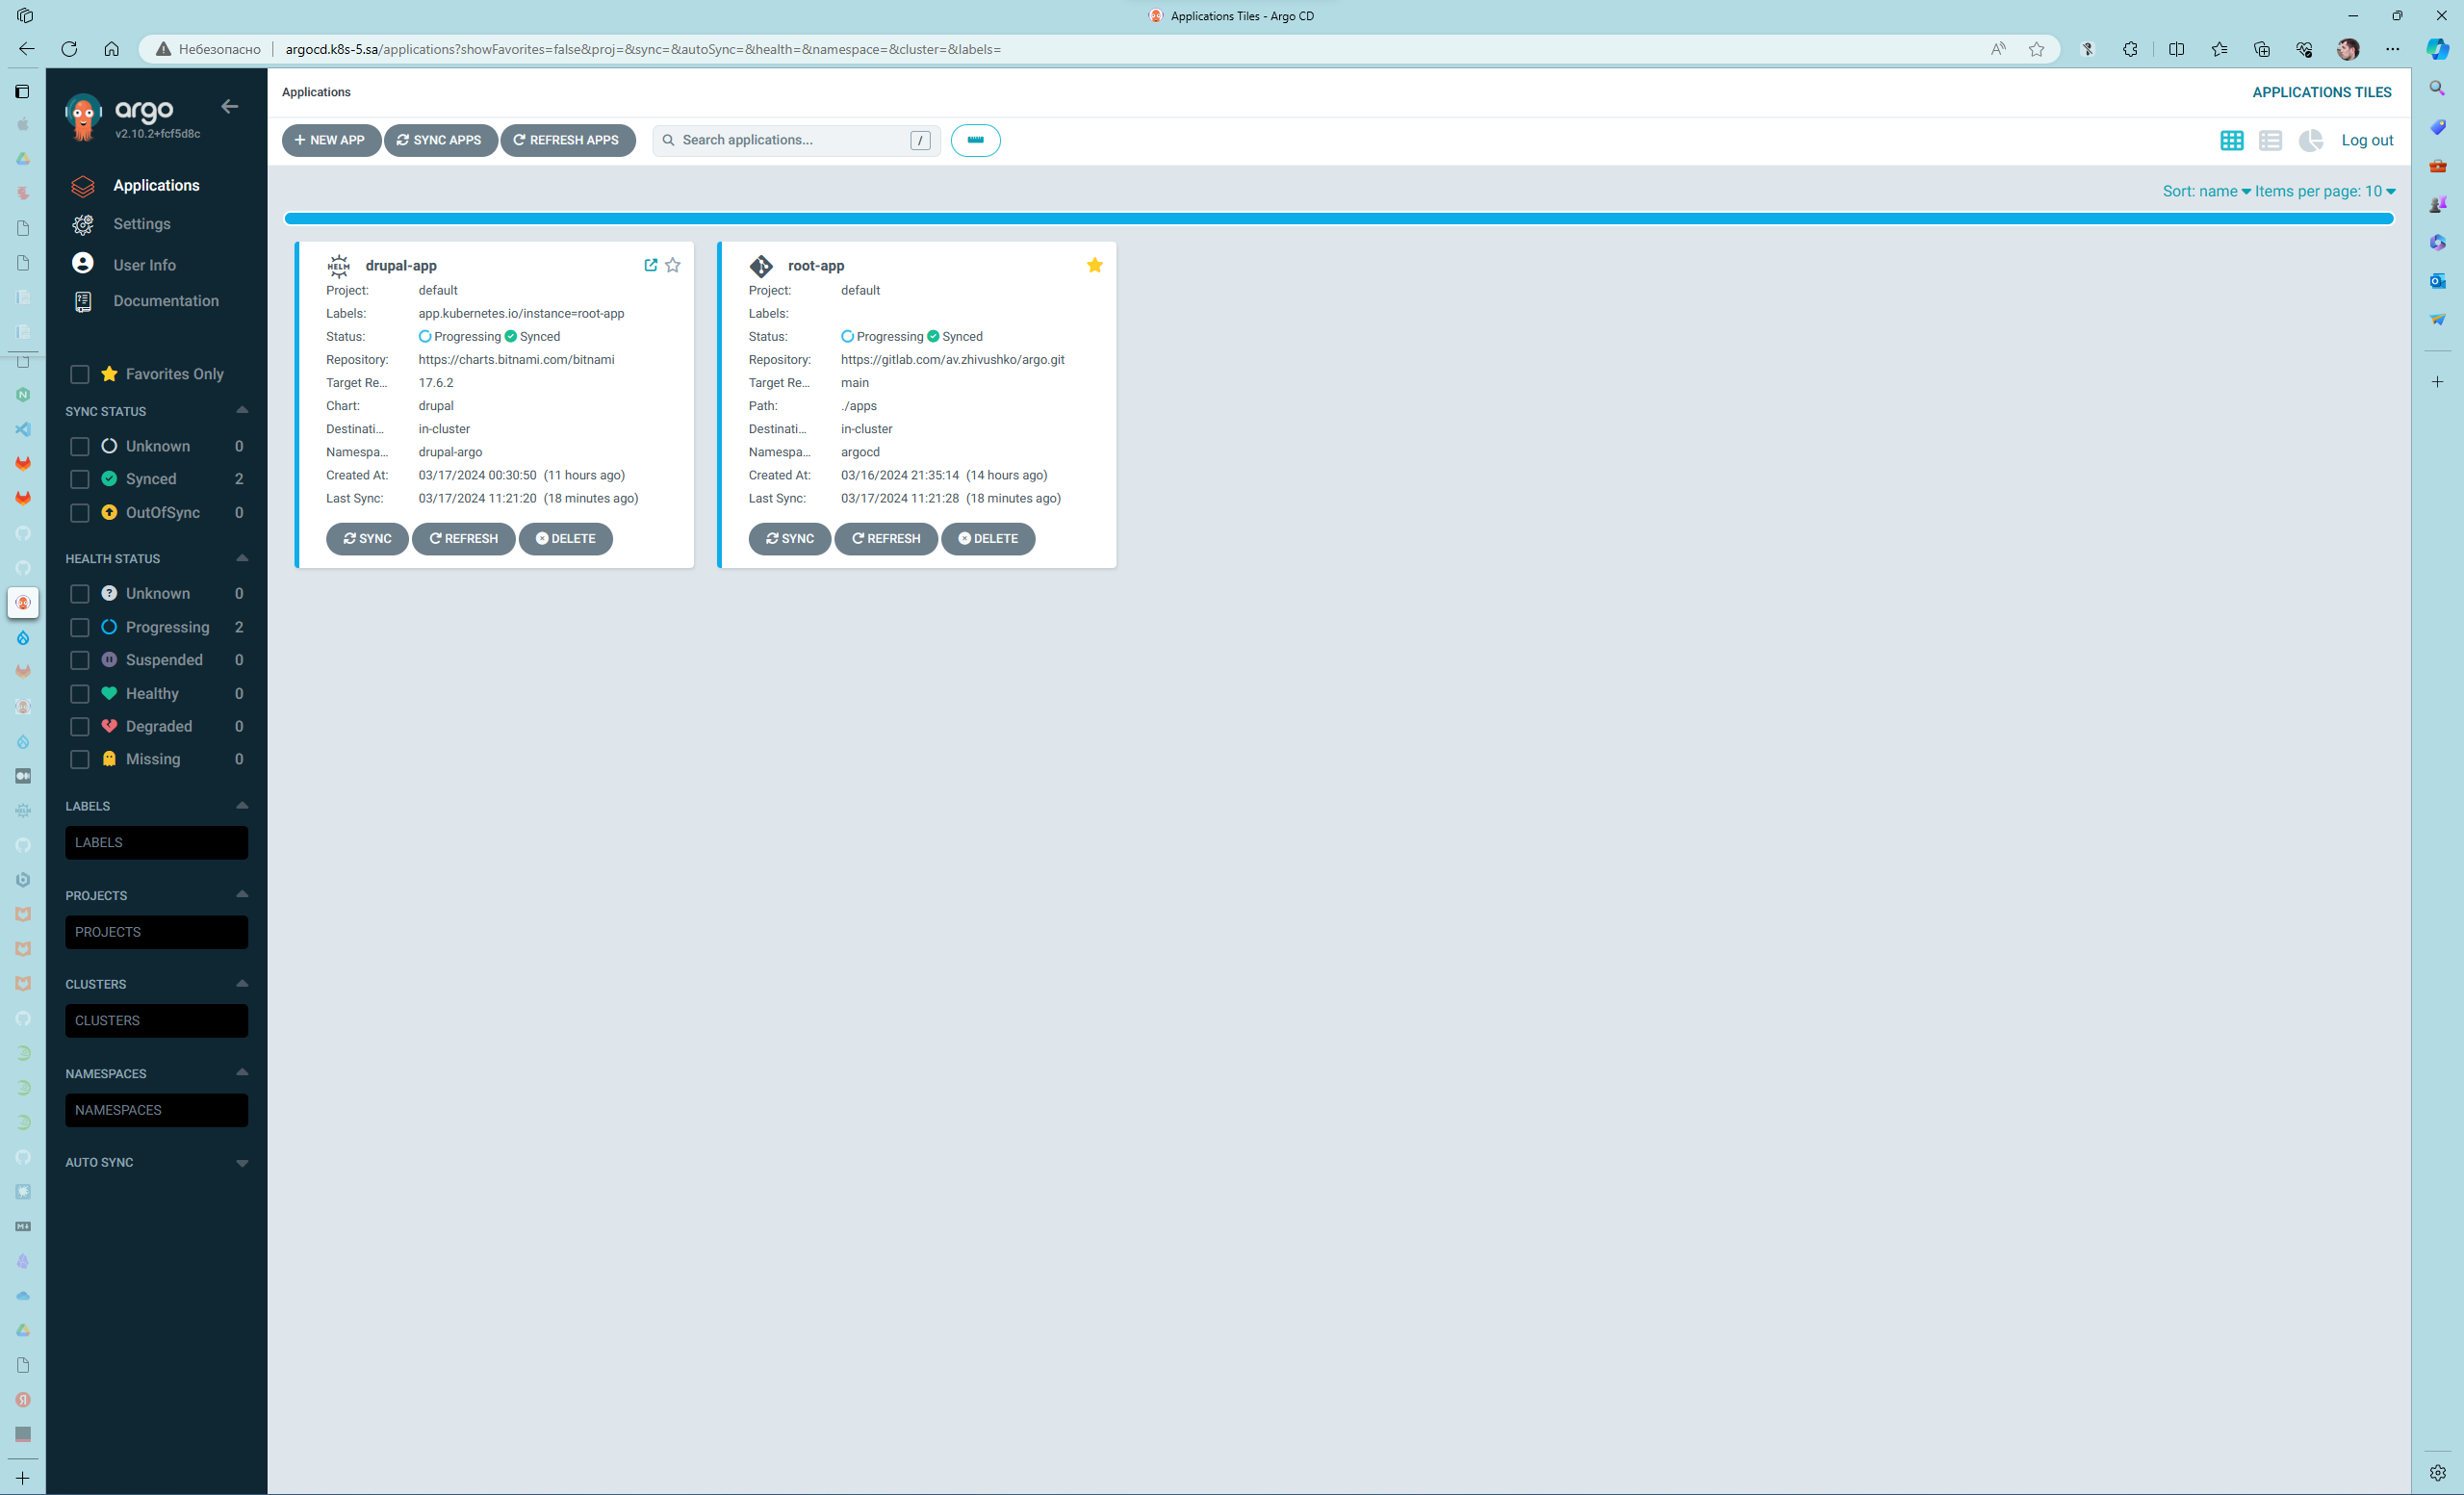 Applications Tiles - Argo CD
Небезопасно
argocd.k8s-5.sa/applications?showFavorites=false&proj=&sync=&autoSync=&health=&namespace=&cluster=&labels=
argo
v2.10.2+fcf5d8c
Applications
Settings
User Info
Documentation
Favorites Only
SYNC STATUS
Unknown 0
Synced 2
OutOfSync 0
HEALTH STATUS
Unknown 0
Progressing 2
Suspended 0
Healthy 0
Degraded 0
Missing 0
LABELS
LABELS
PROJECTS
PROJECTS
CLUSTERS
CLUSTERS
NAMESPACES
NAMESPACES
AUTO SYNC
Applications
APPLICATIONS TILES
+ NEW APP
SYNC APPS
REFRESH APPS
Search applications...
/
Log out
Sort: name
Items per page: 10
HELM
drupal-app
Project: default
Labels: app.kubernetes.io/instance=root-app
Status: Progressing Synced
Repository: https://charts.bitnami.com/bitnami
Target Re... 17.6.2
Chart: drupal
Destinati... in-cluster
Namespa... drupal-argo
Created At: 03/17/2024 00:30:50 (11 hours ago)
Last Sync: 03/17/2024 11:21:20 (18 minutes ago)
SYNC
REFRESH
DELETE
root-app
Project: default
Labels:
Status: Progressing Synced
Repository: https://gitlab.com/av.zhivushko/argo.git
Target Re... main
Path: ./apps
Destinati... in-cluster
Namespa... argocd
Created At: 03/16/2024 21:35:14 (14 hours ago)
Last Sync: 03/17/2024 11:21:28 (18 minutes ago)
SYNC
REFRESH
DELETE